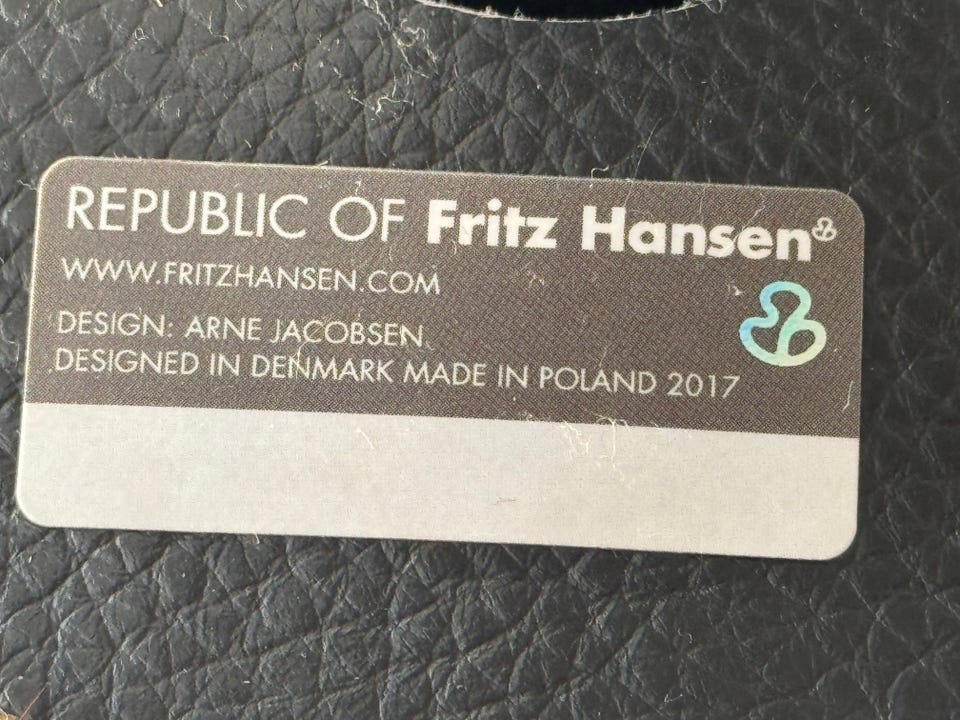 REPUBLIC OF Fritz Hansen
WWW.FRITZHANSEN.COM
DESIGN: ARNE JACOBSEN
DESIGNED IN DENMARK MADE IN POLAND 2017